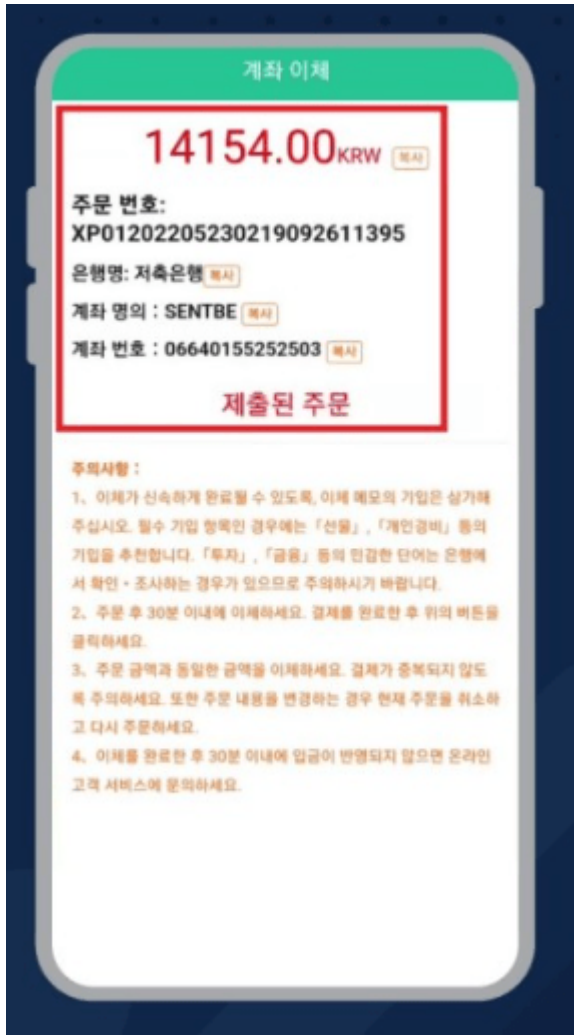 계좌 이체
14154.00KRW 복사
주문 번호:
XP012022052302190926​11395
은행명: 저축은행 복사
계좌 명의 : SENTBE 복사
계좌 번호 : 06640155252503 복사
제출된 주문
주의사항 :
1、이체가 신속하게 완료될 수 있도록, 이체 메모의 기입은 삼가해
주십시오. 필수 기입 항목인 경우에는「선물」,「개인경비」등의
기입을 추천합니다.「투자」,「금융」등의 민감한 단어는 은행에
서 확인・조사하는 경우가 있으므로 주의하시기 바랍니다.
2、주문 후 30분 이내에 이체하세요. 결제를 완료한 후 위의 버튼을
클릭하세요.
3、주문 금액과 동일한 금액을 이체하세요. 결제가 중복되지 않도
록 주의하세요. 또한 주문 내용을 변경하는 경우 현재 주문을 취소하
고 다시 주문하세요.
4、이체를 완료한 후 30분 이내에 입금이 반영되지 않으면 온라인
고객 서비스에 문의하세요.